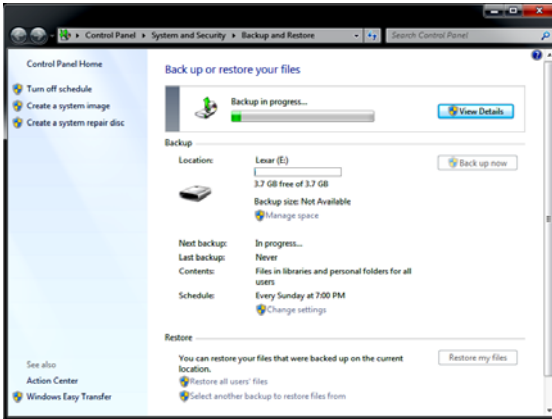 Control Panel System and Security Backup and Restore Search Control Panel
Control Panel Home
Turn off schedule
Create a system image
Create a system repair disc
See also
Action Center
Windows Easy Transfer
Back up or restore your files
Backup in progress...
View Details
Backup
Location: Lexar (E:)
Back up now
3.7 GB free of 3.7 GB
Backup size: Not Available
Manage space
Next backup: In progress...
Last backup: Never
Contents: Files in libraries and personal folders for all
users
Schedule: Every Sunday at 7:00 PM
Change settings
Restore
You can restore your files that were backed up on the current
location.
Restore my files
Restore all users' files
Select another backup to restore files from